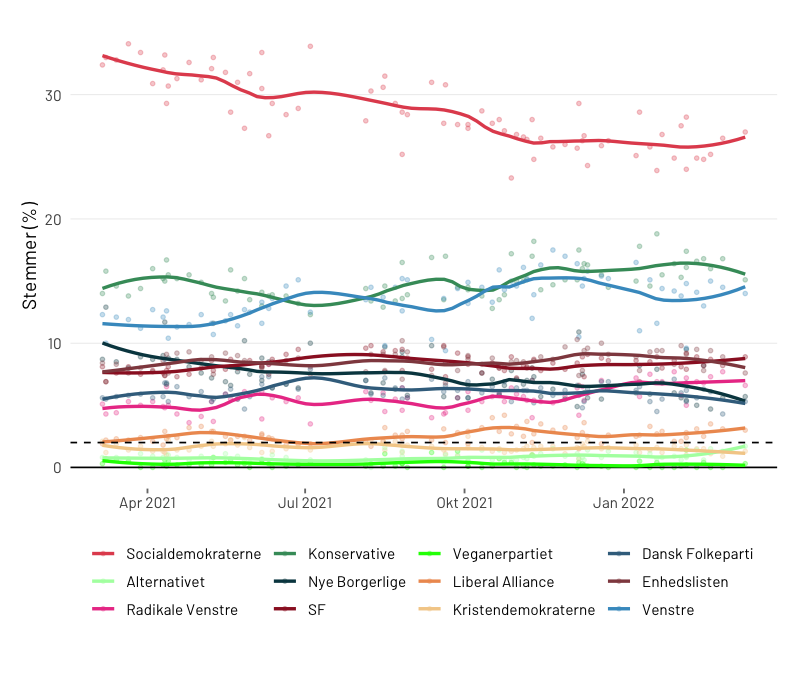 Stemmer(%)
30
20
10
0
Apr 2021 Jul 2021 Okt 2021 Jan 2022
Socialdemokraterne Konservative Veganerpartiet Dansk Folkeparti
Alternativet Nye Borgerlige Liberal Alliance Enhedslisten
Radikale Venstre SF Kristendemokraterne Venstre